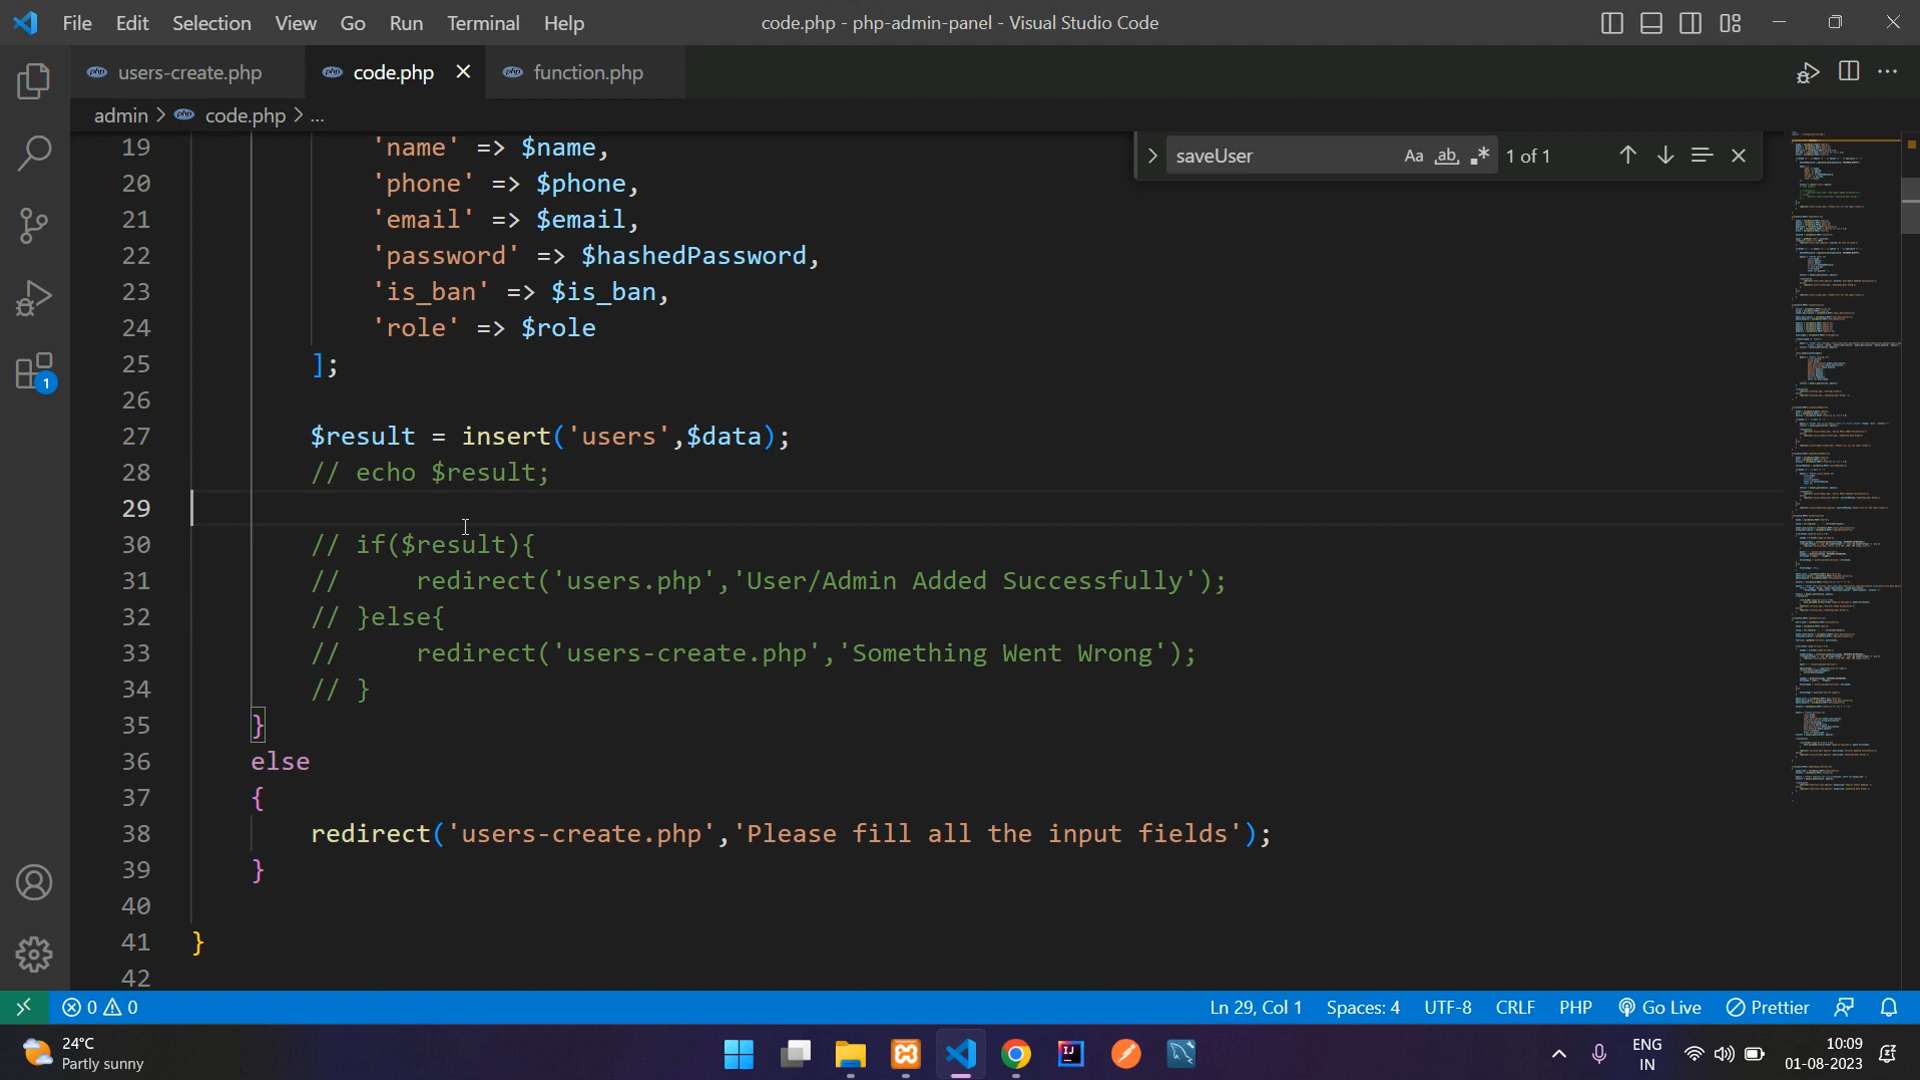 File Edit Selection View Go Run Terminal Help code.php - php-admin-panel - Visual Studio Code
users-create.php code.php function.php
admin > code.php > ...
saveUser Aa ab 1 of 1
19 'name' => $name,
20 'phone' => $phone,
21 'email' => $email,
22 'password' => $hashedPassword,
23 'is_ban' => $is_ban,
24 'role' => $role
25 ];
26
27 $result = insert('users',$data);
28 // echo $result;
29
30 // if($result){
31 //     redirect('users.php','User/Admin Added Successfully');
32 // }else{
33 //     redirect('users-create.php','Something Went Wrong');
34 // }
35 }
36 else
37 {
38 redirect('users-create.php','Please fill all the input fields');
39 }
40
41 }
42
1
0 0 Ln 29, Col 1 Spaces: 4 UTF-8 CRLF PHP Go Live Prettier
24°C
Partly sunny
ENG
IN
10:09
01-08-2023